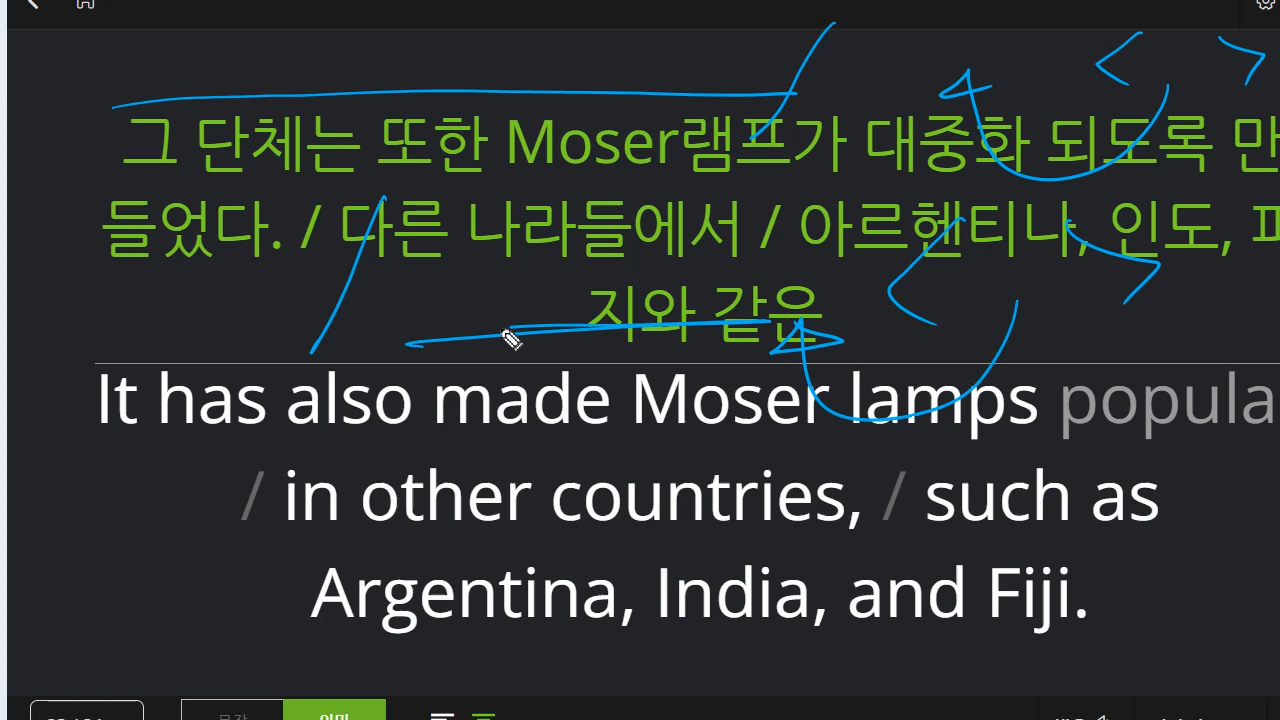 그 단체는 또한 Moser램프가 대중화 되도록 만
들었다. / 다른 나라들에서 / 아르헨티나, 인도, 피
지와 같은
It has also made Moser lamps popula
/ in other countries, / such as
Argentina, India, and Fiji.